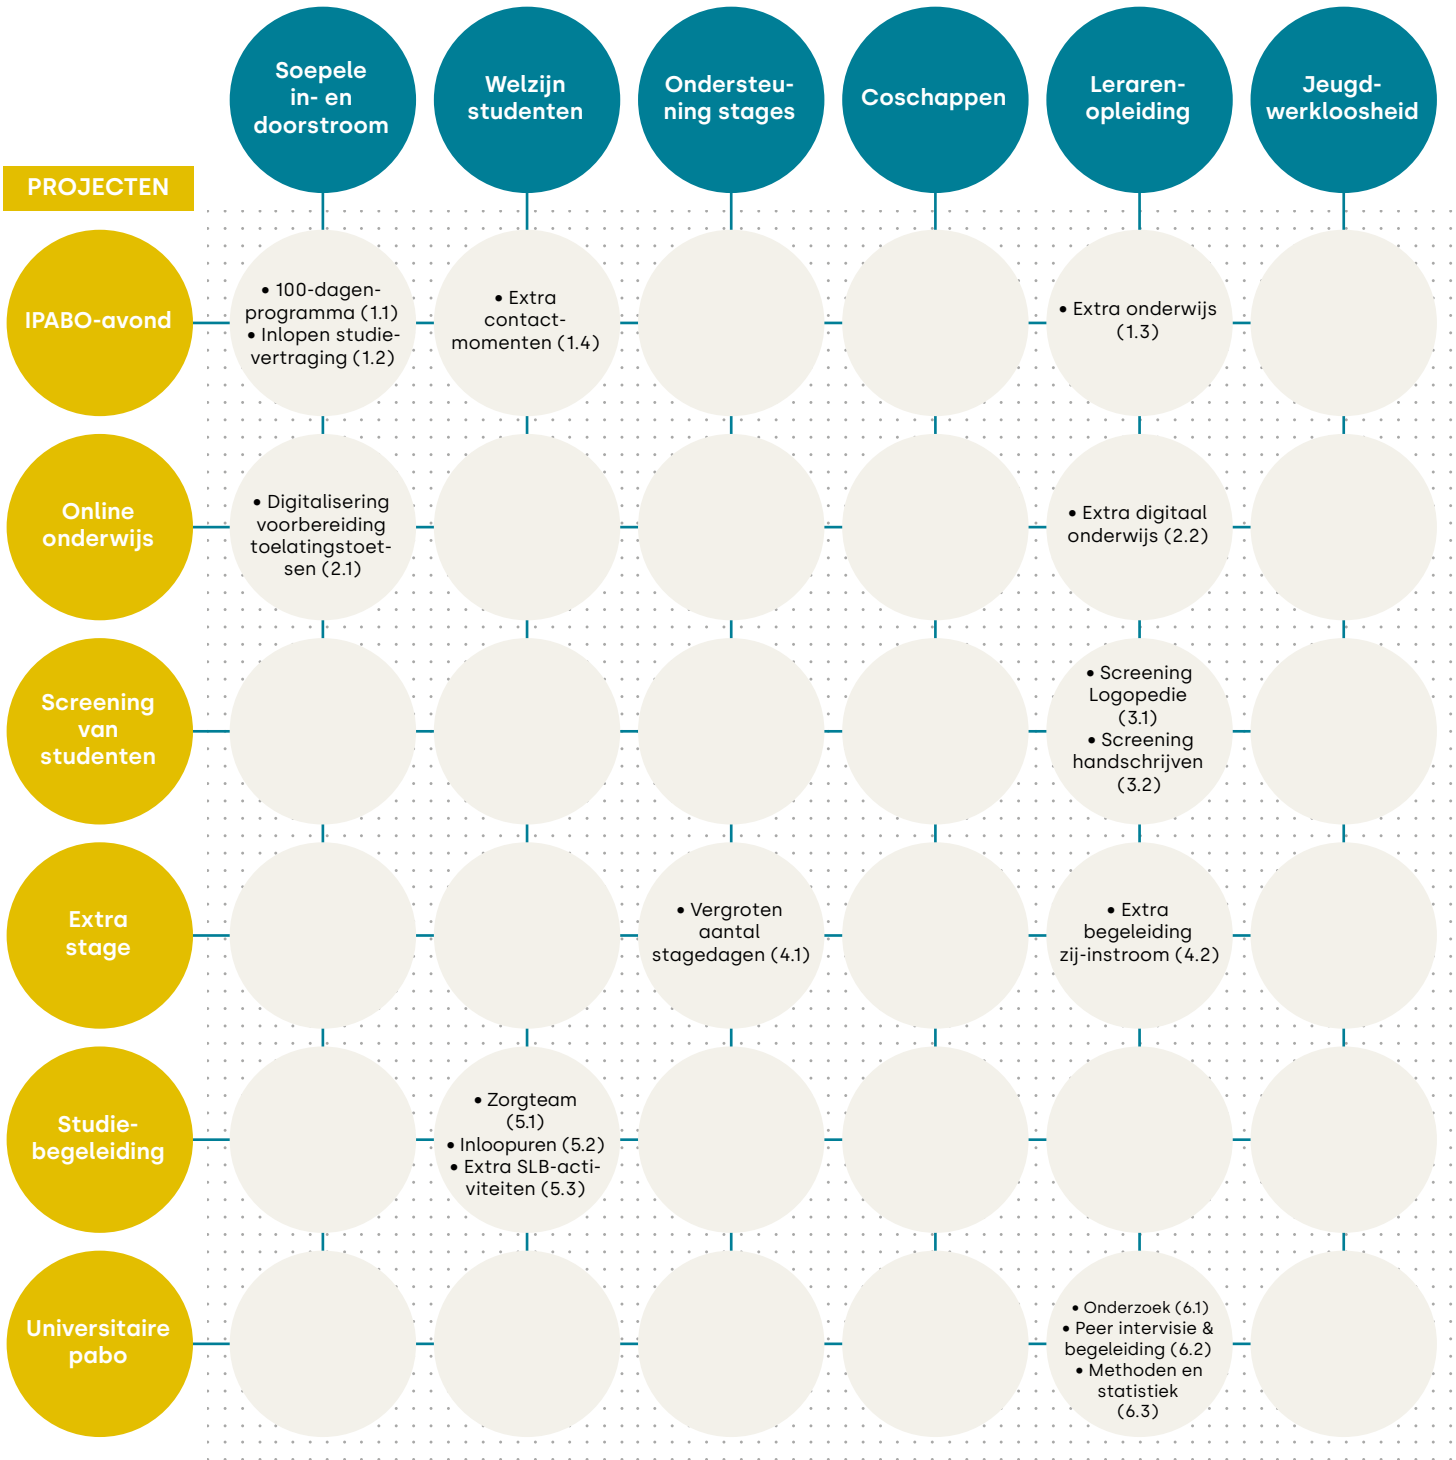 Soepele
in- en
doorstroom
Welzijn
studenten
Ondersteu-
ning stages
Coschappen
Leraren-
opleiding
Jeugd-
werkloosheid
PROJECTEN
IPABO-avond
• 100-dagen-
programma (1.1)
• Inlopen studie-
vertraging (1.2)
• Extra
contact-
momenten (1.4)
• Extra onderwijs
(1.3)
Online
onderwijs
• Digitalisering
voorbereiding
toelatingstoet-
sen (2.1)
• Extra digitaal
onderwijs (2.2)
Screening
van
studenten
• Screening
Logopedie
(3.1)
• Screening
handschrijven
(3.2)
Extra
stage
• Vergroten
aantal
stagedagen (4.1)
• Extra
begeleiding
zij-instroom (4.2)
Studie-
begeleiding
• Zorgteam
(5.1)
• Inloopuren (5.2)
• Extra SLB-acti-
viteiten (5.3)
Universitaire
pabo
• Onderzoek (6.1)
• Peer intervisie &
begeleiding (6.2)
• Methoden en
statistiek
(6.3)